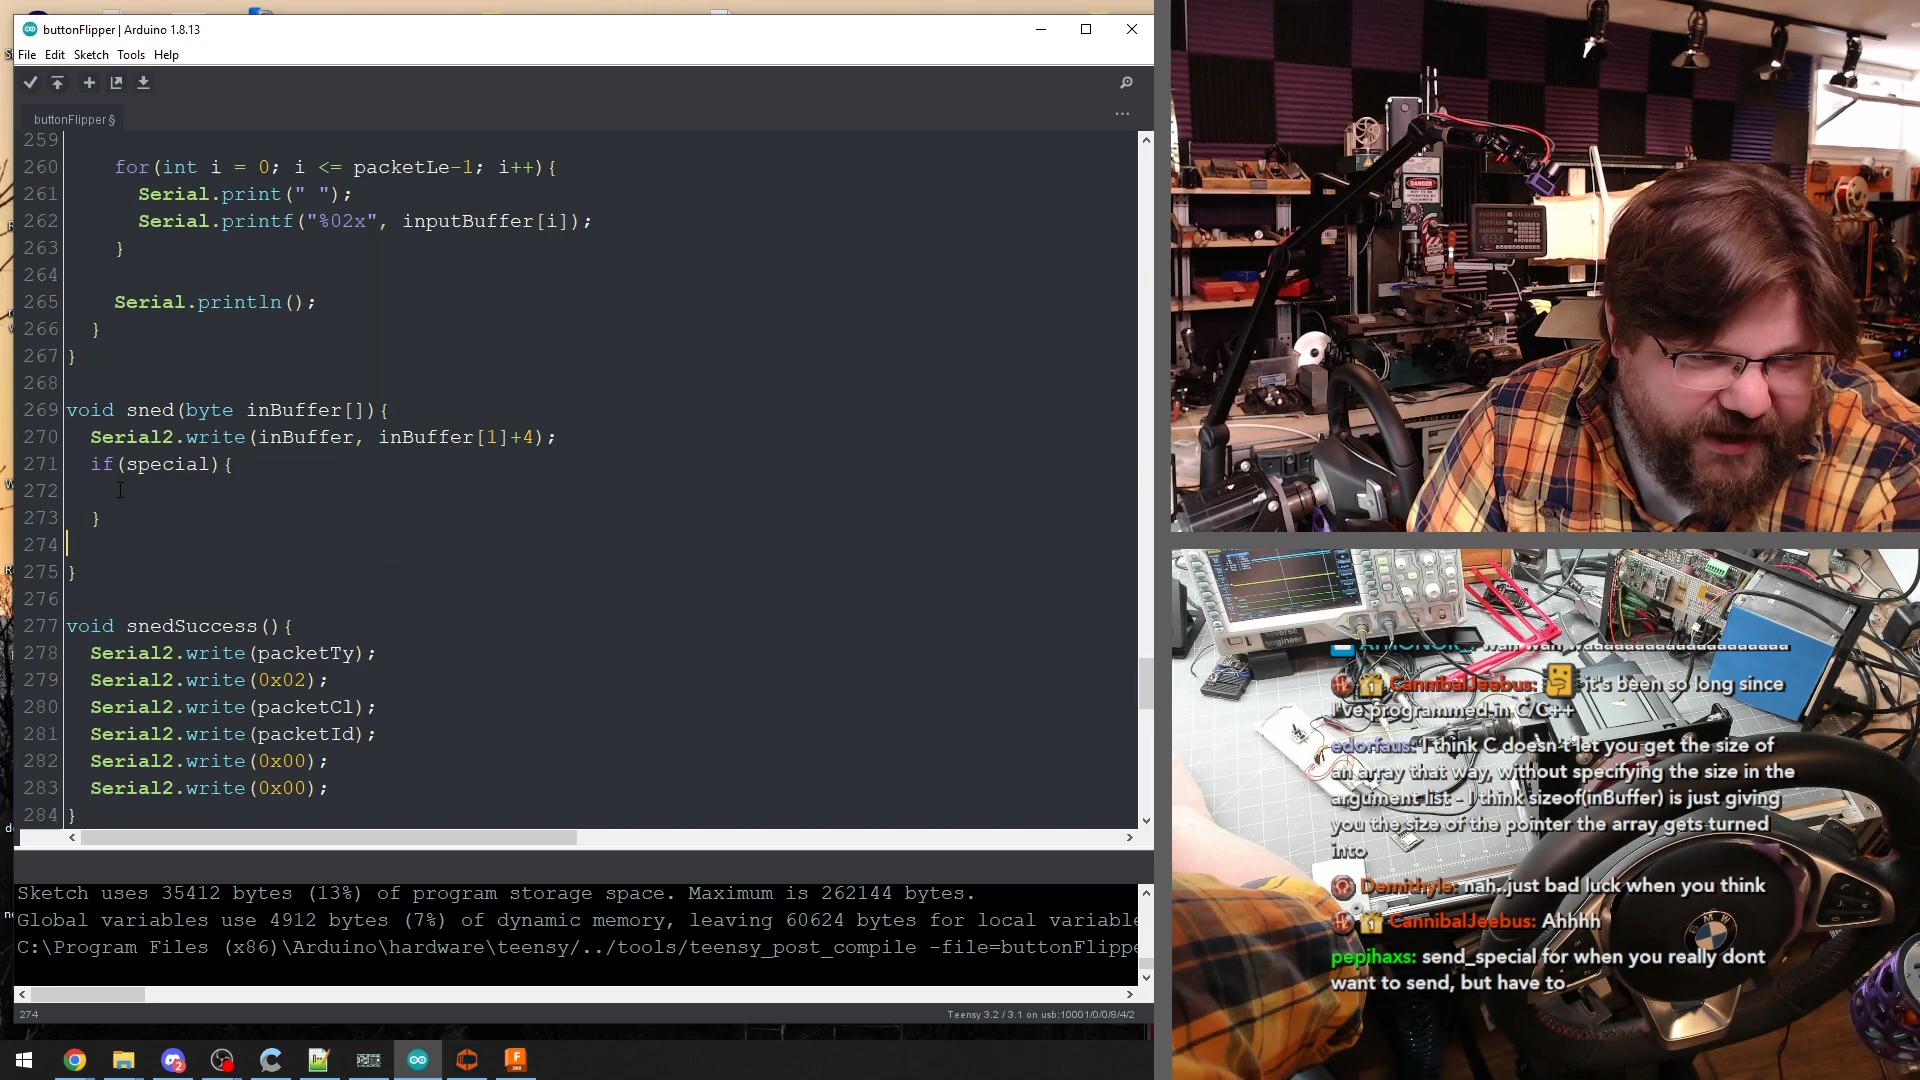 buttonFlipper | Arduino 1.8.13
File Edit Sketch Tools Help
buttonFlipper §
259
260 for(int i = 0; i <= packetLe-1; i++){
261 Serial.print(" ");
262 Serial.printf("%02x", inputBuffer[i]);
263 }
264
265 Serial.println();
266 }
267 }
268
269 void sned(byte inBuffer[]){
270 Serial2.write(inBuffer, inBuffer[1]+4);
271 if(special){
272
273 }
274
275 }
276
277 void snedSuccess(){
278 Serial2.write(packetTy);
279 Serial2.write(0x02);
280 Serial2.write(packetCl);
281 Serial2.write(packetId);
282 Serial2.write(0x00);
283 Serial2.write(0x00);
284 }
Sketch uses 35412 bytes (13%) of program storage space. Maximum is 262144 bytes.
Global variables use 4912 bytes (7%) of dynamic memory, leaving 60624 bytes for local variable
C:\Program Files (x86)\Arduino\hardware\teensy/../tools/teensy_post_compile -file=buttonFlippe
274
Teensy 3.2 / 3.1 on usb:10001/0/0/8/4/2
DANGER
CannibalJeebus: it's been so long since
I've programmed in C/C++
edorfaus: I think C doesn't let you get the size of
an array that way, without specifying the size in the
argument list - I think sizeof(inBuffer) is just giving
you the size of the pointer the array gets turned
into
Demithyle: nah. just bad luck when you think
CannibalJeebus: Ahhhh
pepihaxs: send_special for when you really dont
want to send, but have to
BMW